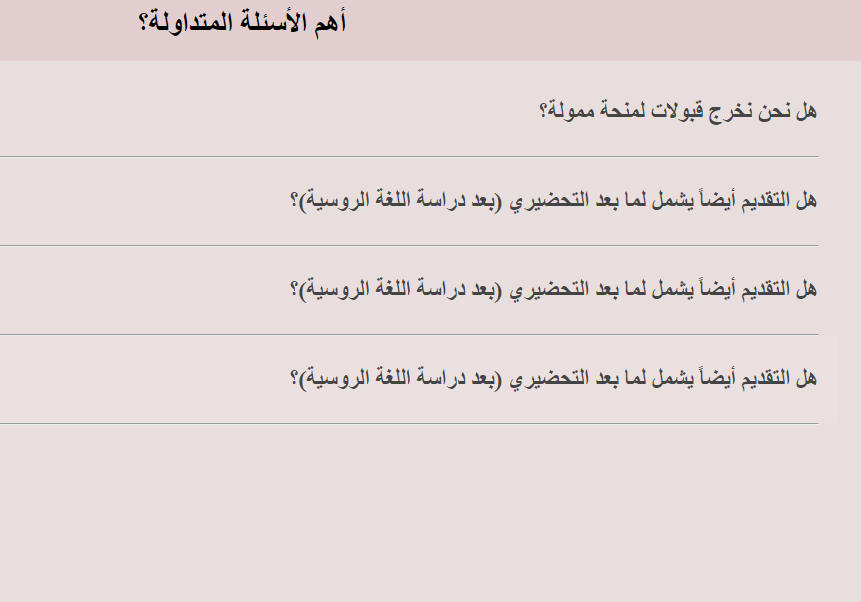 أهم الأسئلة المتداولة؟
هل نحن نخرج قبولات لمنحة ممولة؟
هل التقديم أيضاً يشمل لما بعد التحضيري (بعد دراسة اللغة الروسية)؟
هل التقديم أيضاً يشمل لما بعد التحضيري (بعد دراسة اللغة الروسية)؟
هل التقديم أيضاً يشمل لما بعد التحضيري (بعد دراسة اللغة الروسية)؟